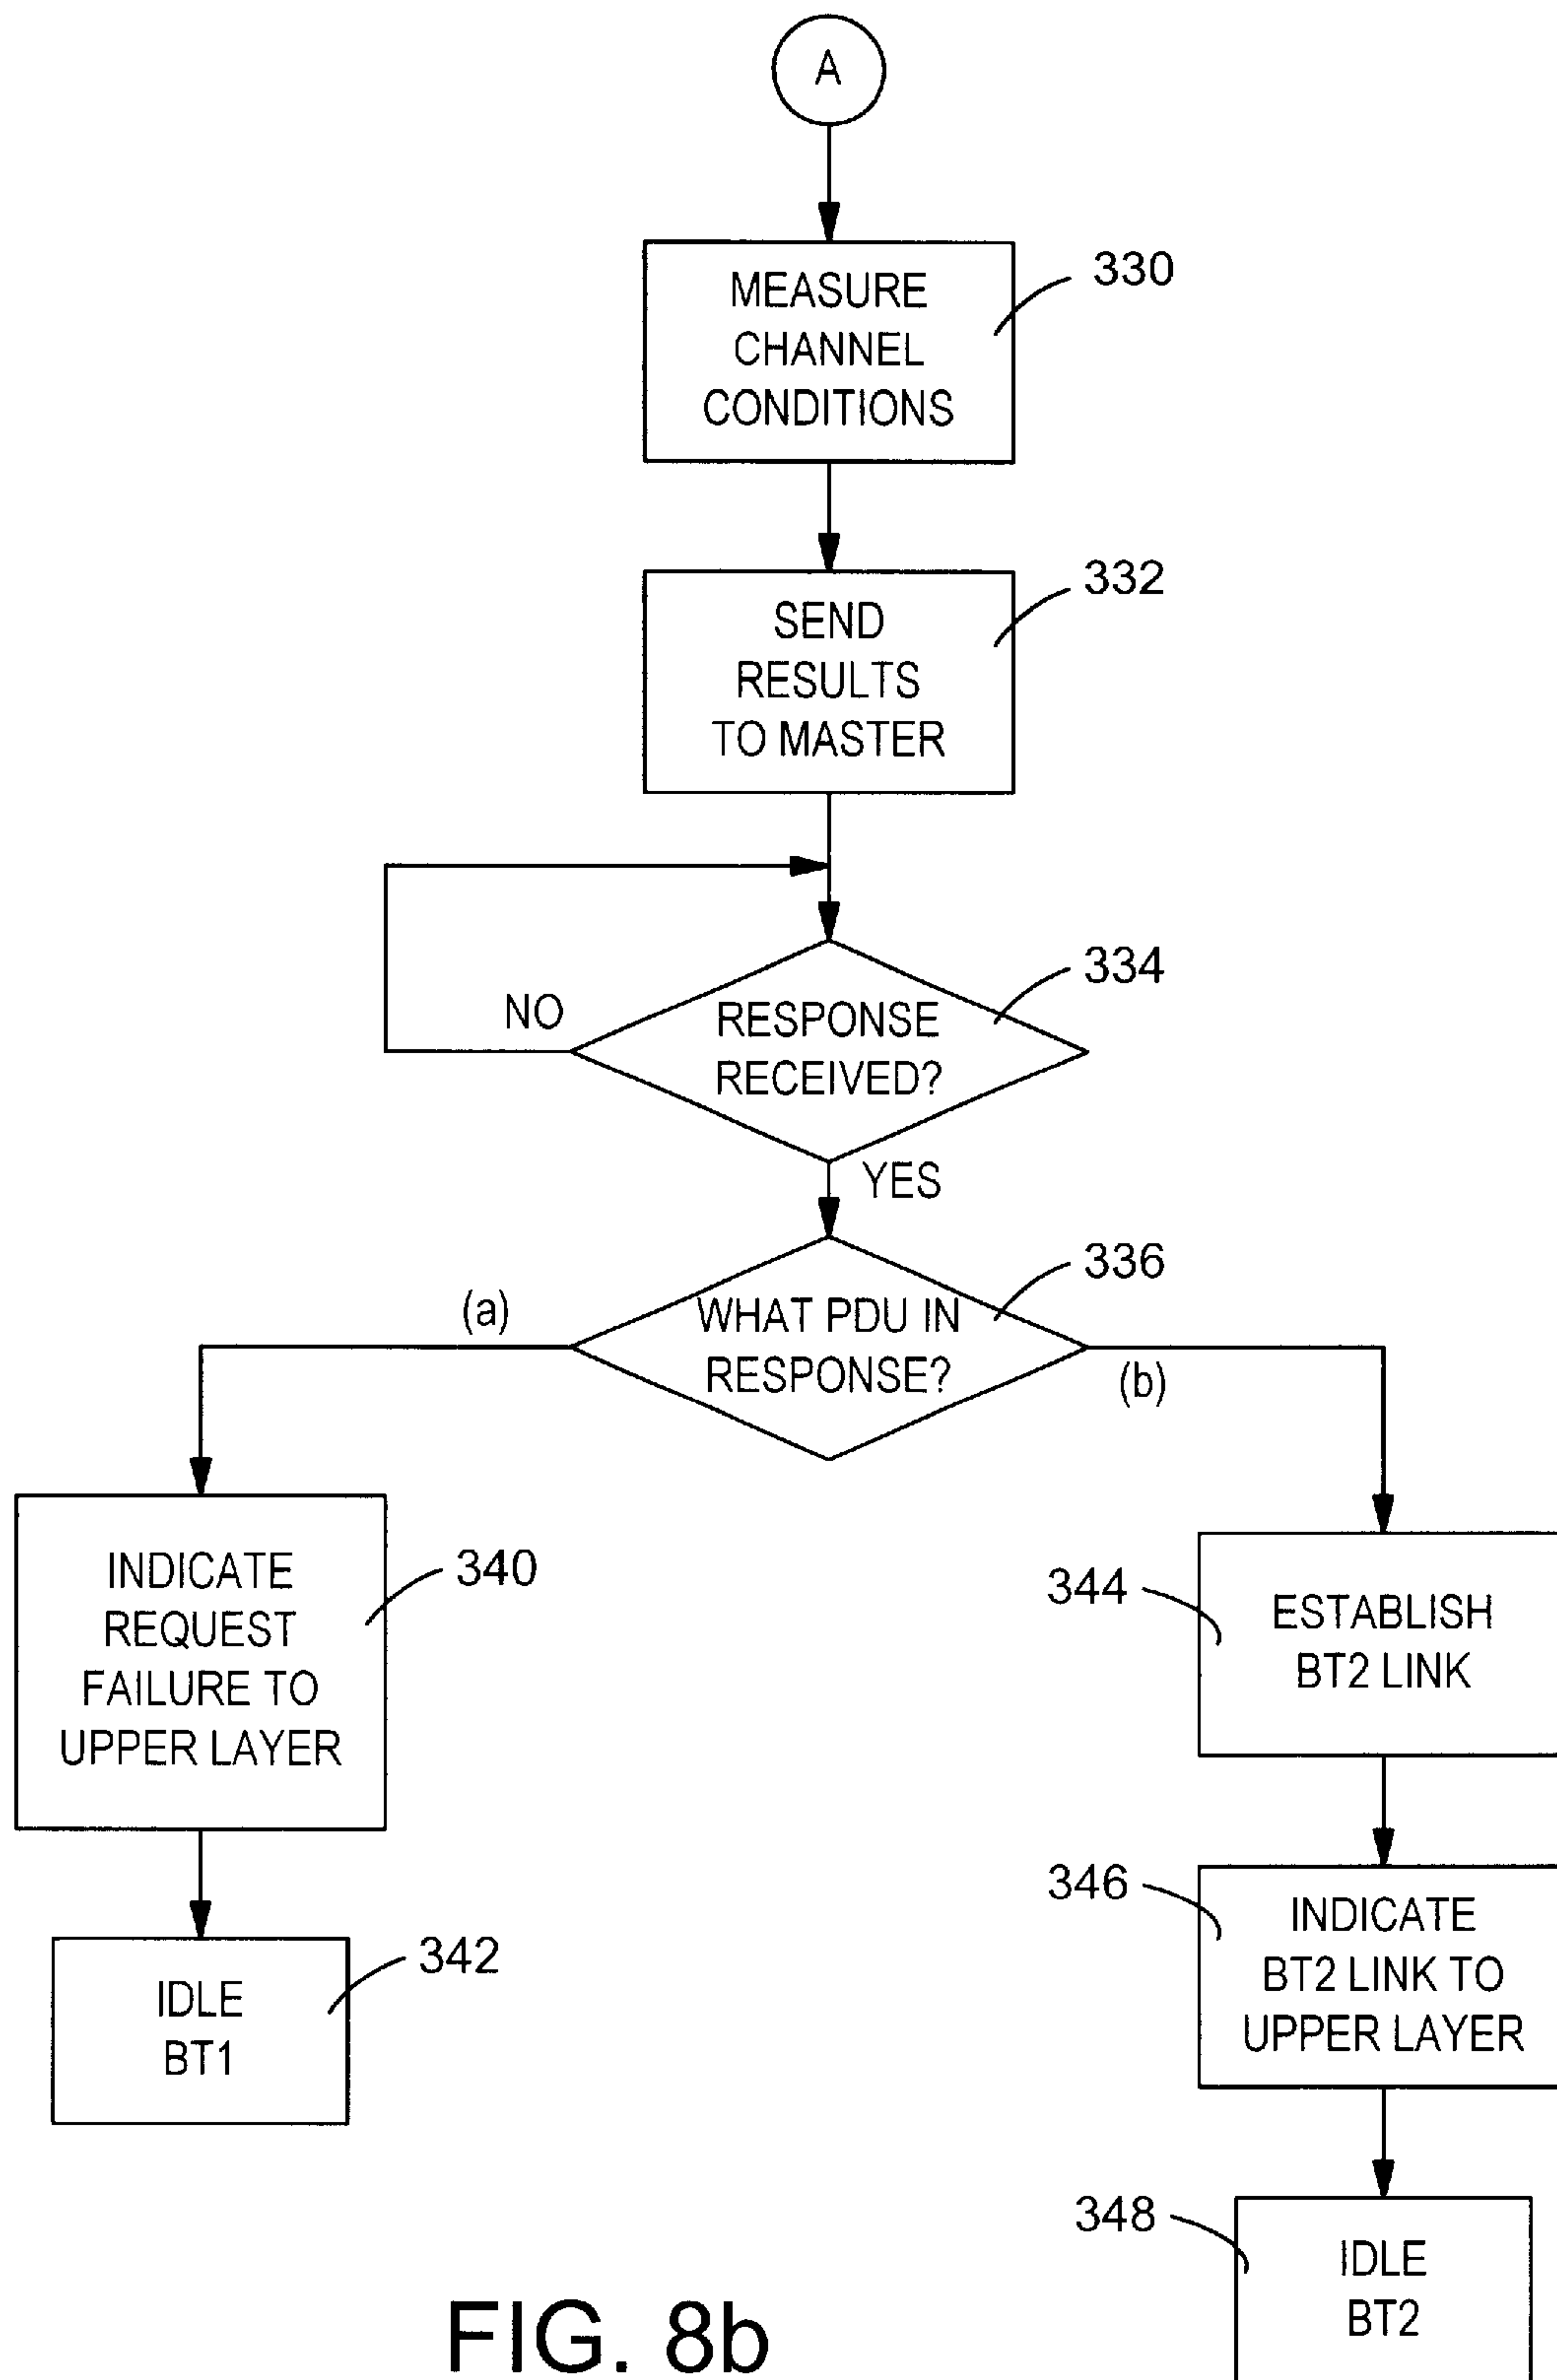 A
MEASURE
CHANNEL
CONDITIONS
330
SEND
RESULTS
TO MASTER
332
RESPONSE
RECEIVED?
334
NO
YES
WHAT PDU IN
RESPONSE?
336
(a)
(b)
INDICATE
REQUEST
FAILURE TO
UPPER LAYER
340
344
ESTABLISH
BT2 LINK
IDLE
BT1
342
346
INDICATE
BT2 LINK TO
UPPER LAYER
348
IDLE
BT2
FIG. 8b